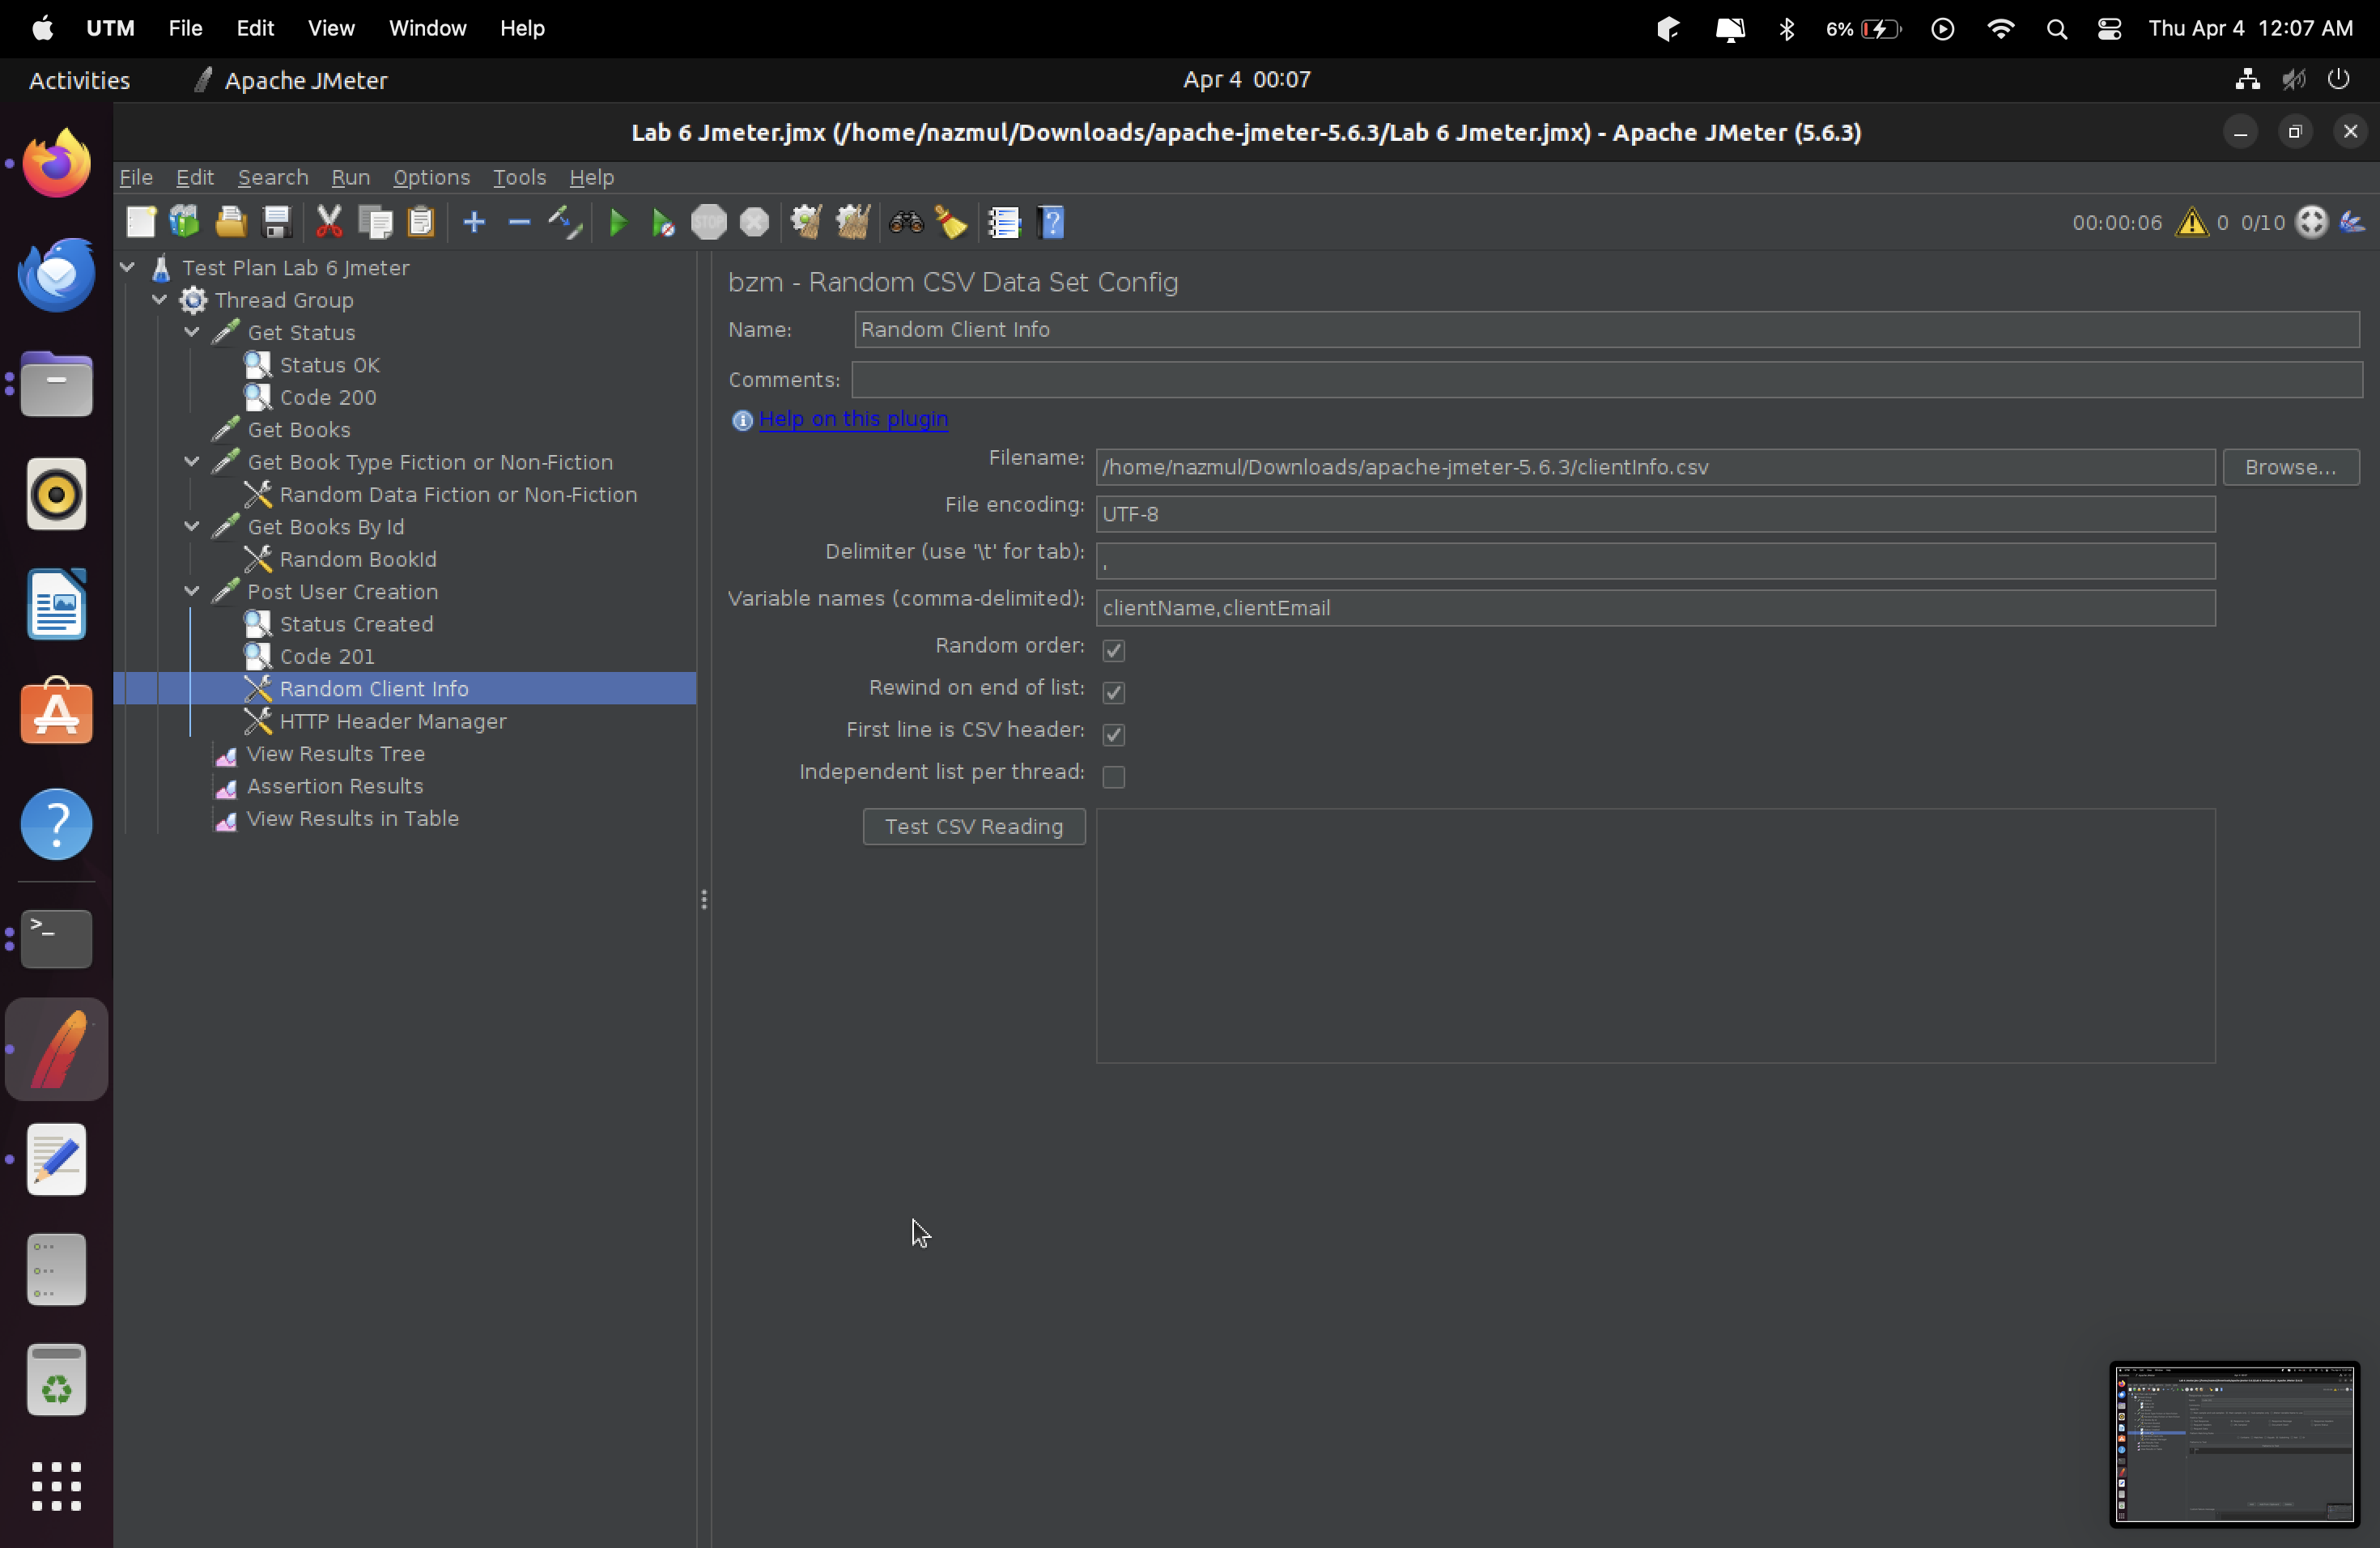 UTM File Edit View Window Help 6% Thu Apr 4 12:07 AM
Activities Apache JMeter Apr 4 00:07
Lab 6 Jmeter.jmx (/home/nazmul/Downloads/apache-jmeter-5.6.3/Lab 6 Jmeter.jmx) - Apache JMeter (5.6.3)
File Edit Search Run Options Tools Help
STOP 00:00:06 0 0/10
Test Plan Lab 6 Jmeter
Thread Group
Get Status
Status OK
Code 200
Get Books
Get Book Type Fiction or Non-Fiction
Random Data Fiction or Non-Fiction
Get Books By Id
Random BookId
Post User Creation
Status Created
Code 201
Random Client Info
HTTP Header Manager
View Results Tree
Assertion Results
View Results in Table
bzm - Random CSV Data Set Config
Name: Random Client Info
Comments:
Help on this plugin
Filename: /home/nazmul/Downloads/apache-jmeter-5.6.3/clientInfo.csv Browse...
File encoding: UTF-8
Delimiter (use '\t' for tab): ,
Variable names (comma-delimited): clientName,clientEmail
Random order:
Rewind on end of list:
First line is CSV header:
Independent list per thread:
Test CSV Reading